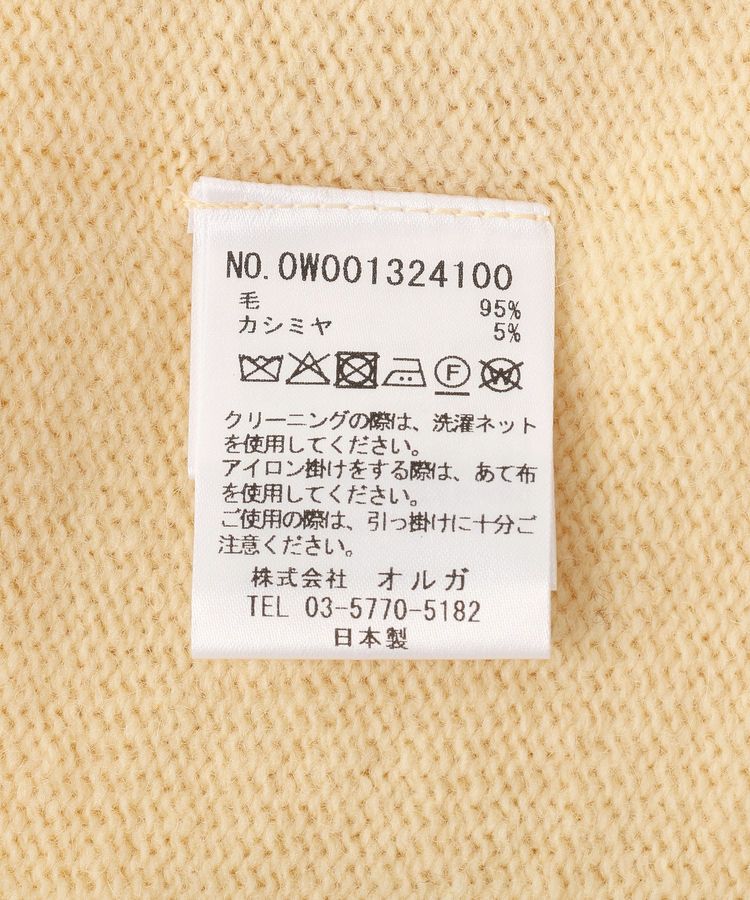 NO. OW001324100
毛 95%
カシミヤ 5%
F W
クリーニングの際は、洗濯ネット
を使用してください。
アイロン掛けをする際は、あて布
を使用してください。
ご使用の際は、引っ掛けに十分ご
注意ください。
株式会社 オルガ
TEL 03-5770-5182
日本製